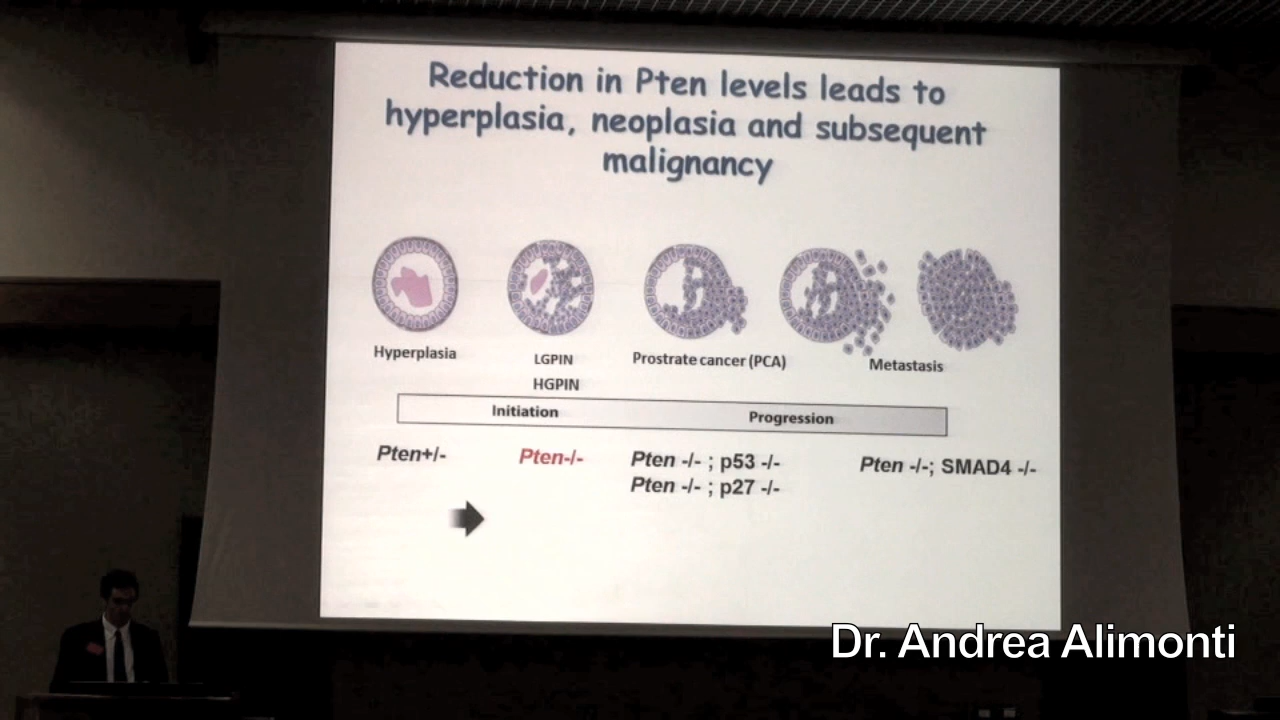 Reduction in Pten levels leads to
hyperplasia, neoplasia and subsequent
malignancy
Hyperplasia
LGPIN
HGPIN
Prostrate cancer (PCA)
Metastasis
Initiation
Progression
Pten+/-
Pten-/-
Pten -/- ; p53 -/-
Pten -/- ; p27 -/-
Pten -/-; SMAD4 -/-
Dr. Andrea Alimonti